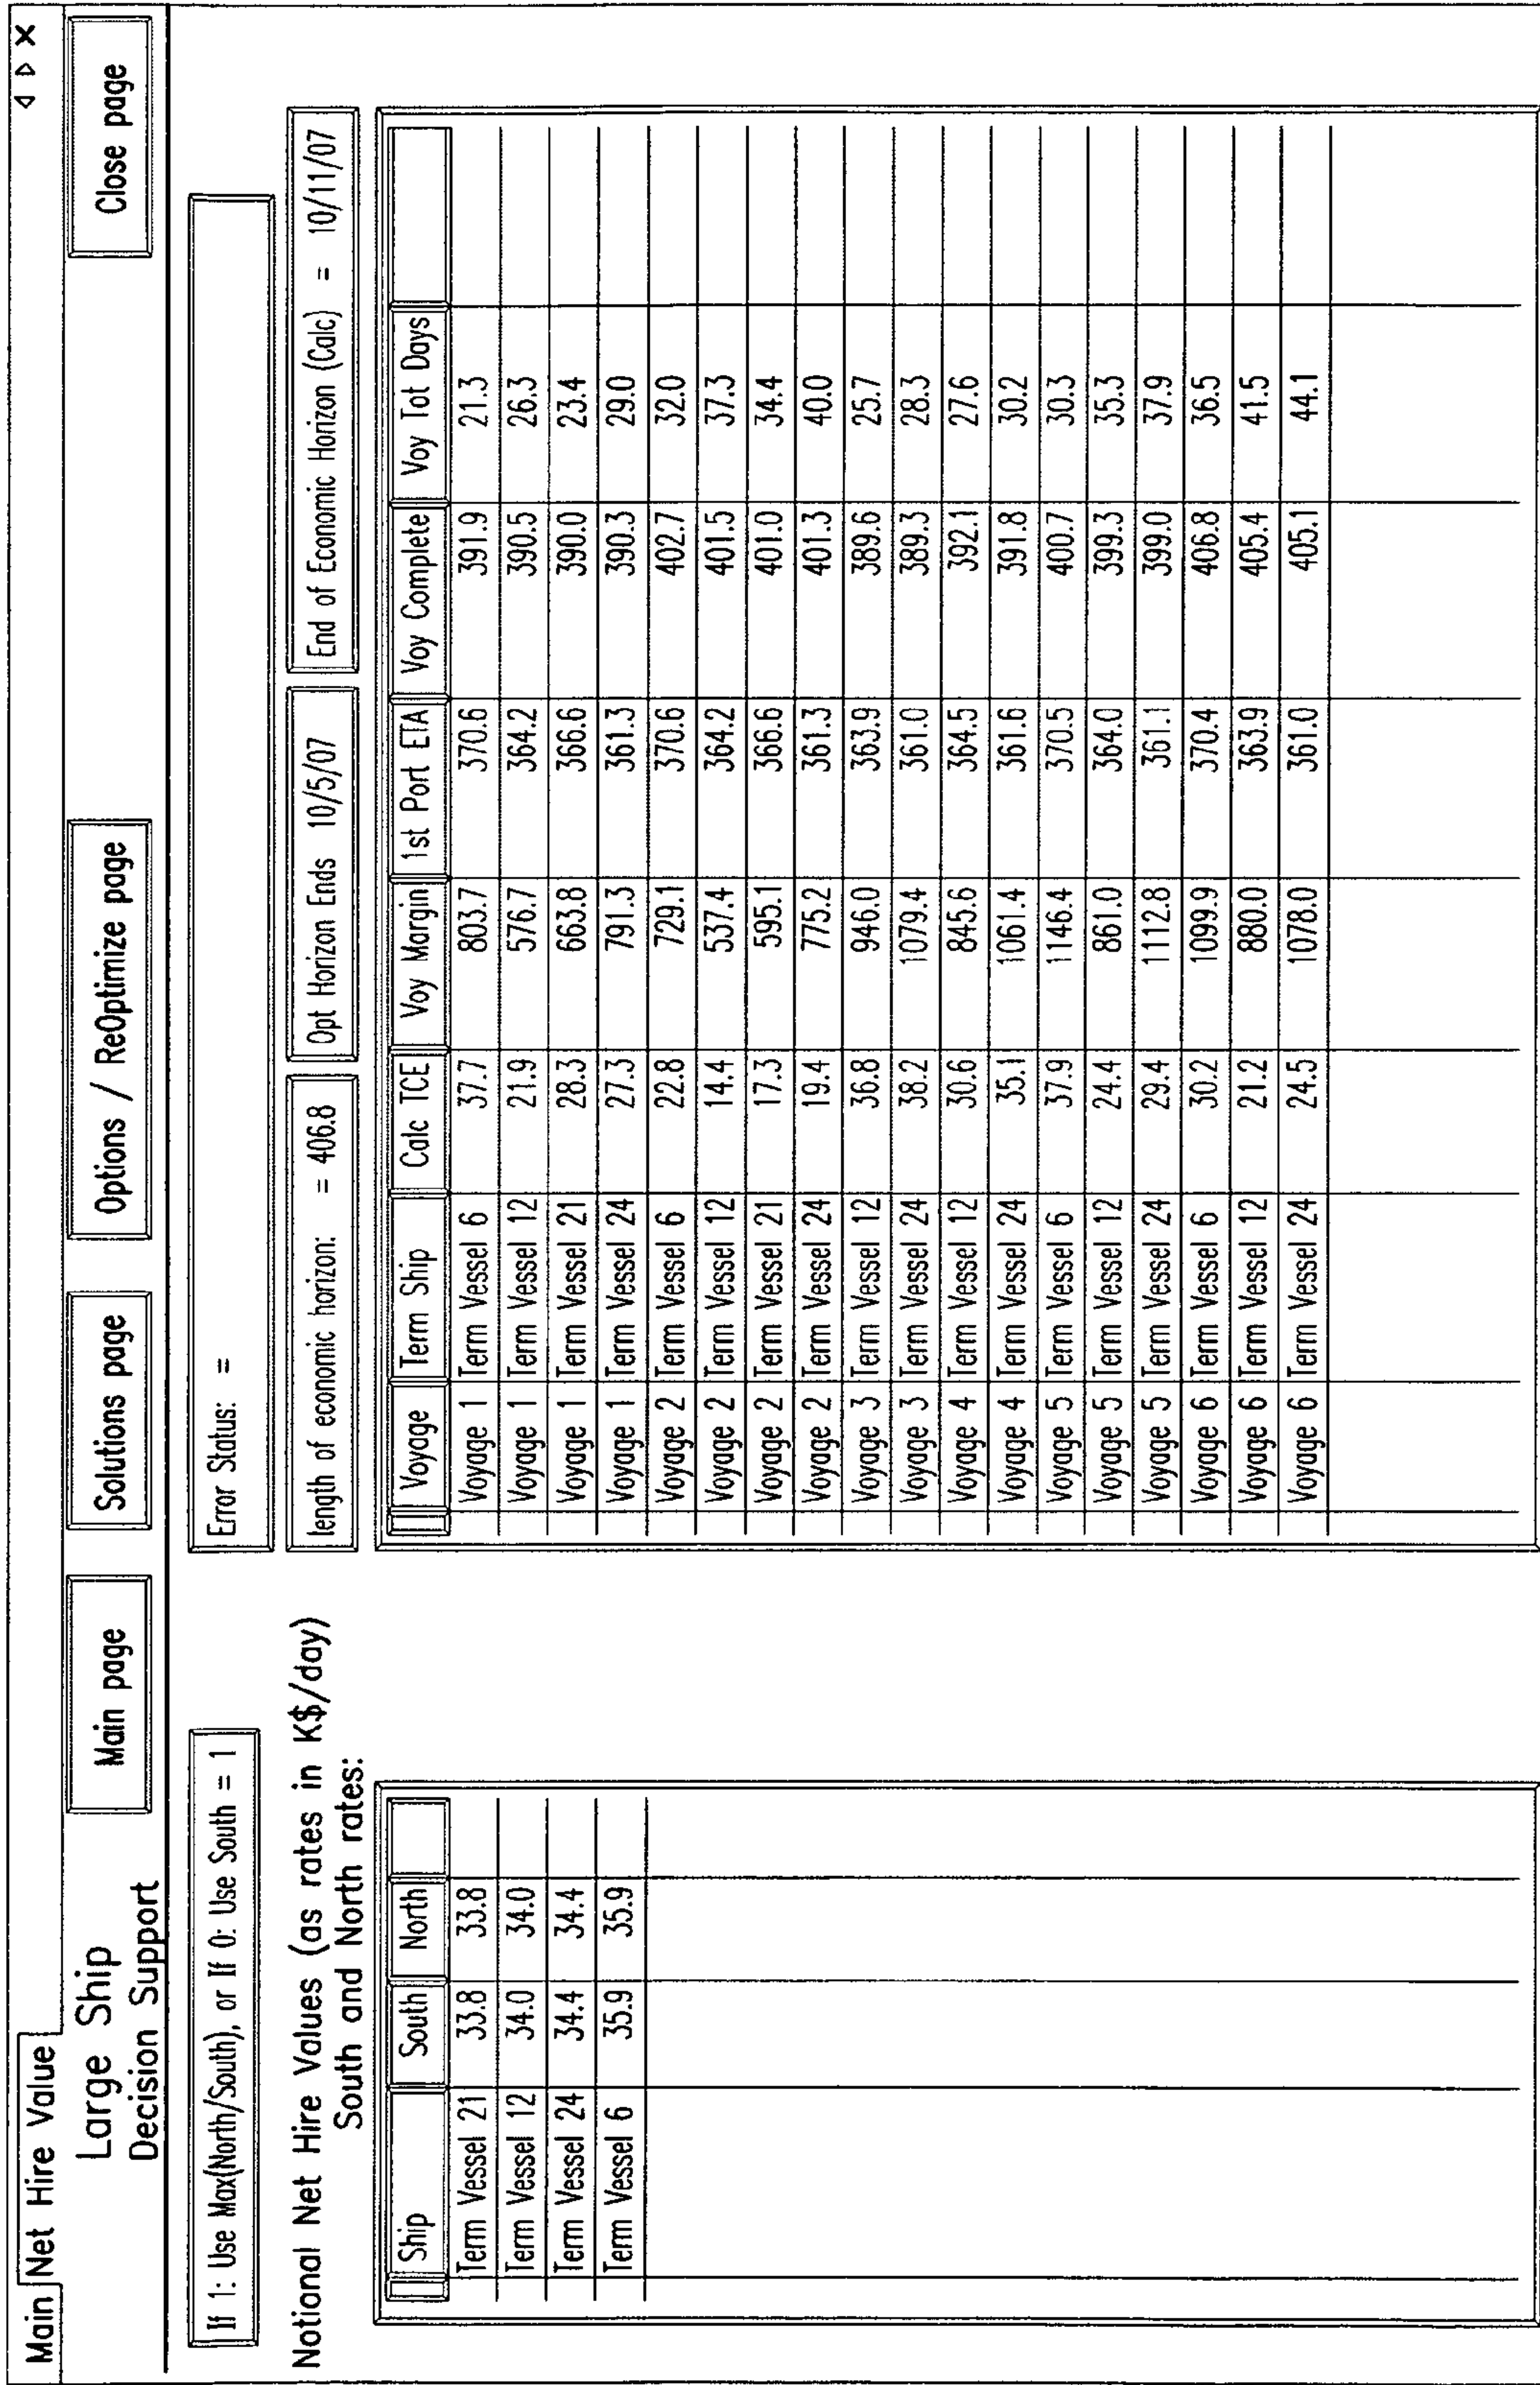 Main Net Hire Value
Large Ship
Decision Support
Main page Solutions page Options / ReOptimize page Close page
If 1: Use Max(North/South), or If 0: Use South = 1
Error Status: =
Notional Net Hire Values (as rates in K$/day)
South and North rates:
length of economic horizon: = 406.8 Opt Horizon Ends 10/5/07 End of Economic Horizon (Calc) = 10/11/07
Ship South North
Term Vessel 21 33.8 33.8
Term Vessel 12 34.0 34.0
Term Vessel 24 34.4 34.4
Term Vessel 6 35.9 35.9
Voyage Term Ship Calc TCE Voy Margin 1st Port ETA Voy Complete Voy Tot Days
Voyage 1 Term Vessel 6 37.7 803.7 370.6 391.9 21.3
Voyage 1 Term Vessel 12 21.9 576.7 364.2 390.5 26.3
Voyage 1 Term Vessel 21 28.3 663.8 366.6 390.0 23.4
Voyage 1 Term Vessel 24 27.3 791.3 361.3 390.3 29.0
Voyage 2 Term Vessel 6 22.8 729.1 370.6 402.7 32.0
Voyage 2 Term Vessel 12 14.4 537.4 364.2 401.5 37.3
Voyage 2 Term Vessel 21 17.3 595.1 366.6 401.0 34.4
Voyage 2 Term Vessel 24 19.4 775.2 361.3 401.3 40.0
Voyage 3 Term Vessel 12 36.8 946.0 363.9 389.6 25.7
Voyage 3 Term Vessel 24 38.2 1079.4 361.0 389.3 28.3
Voyage 4 Term Vessel 12 30.6 845.6 364.5 392.1 27.6
Voyage 4 Term Vessel 24 35.1 1061.4 361.6 391.8 30.2
Voyage 5 Term Vessel 6 37.9 1146.4 370.5 400.7 30.3
Voyage 5 Term Vessel 12 24.4 861.0 364.0 399.3 35.3
Voyage 5 Term Vessel 24 29.4 1112.8 361.1 399.0 37.9
Voyage 6 Term Vessel 6 30.2 1099.9 370.4 406.8 36.5
Voyage 6 Term Vessel 12 21.2 880.0 363.9 405.4 41.5
Voyage 6 Term Vessel 24 24.5 1078.0 361.0 405.1 44.1